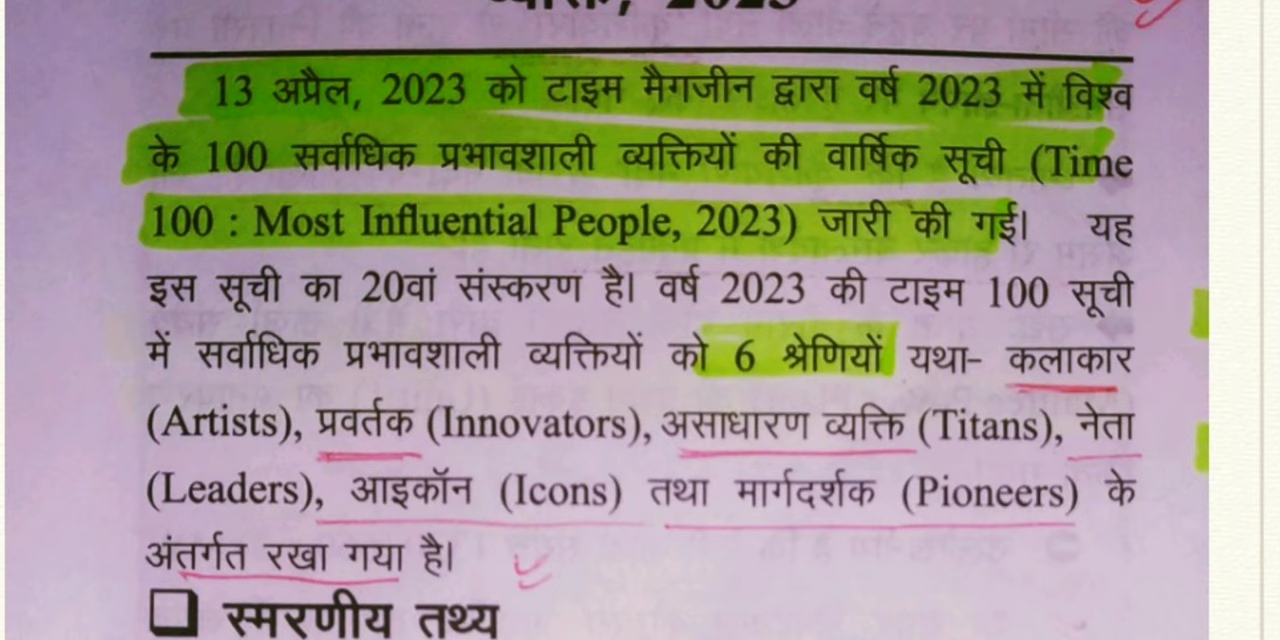 व्यक्ति, 2023
13 अप्रैल, 2023 को टाइम मैगजीन द्वारा वर्ष 2023 में विश्व
के 100 सर्वाधिक प्रभावशाली व्यक्तियों की वार्षिक सूची (Time
100 : Most Influential People, 2023) जारी की गई। यह
इस सूची का 20वां संस्करण है। वर्ष 2023 की टाइम 100 सूची
में सर्वाधिक प्रभावशाली व्यक्तियों को 6 श्रेणियों यथा- कलाकार
(Artists), प्रवर्तक (Innovators), असाधारण व्यक्ति (Titans), नेता
(Leaders), आइकॉन (Icons) तथा मार्गदर्शक (Pioneers) के
अंतर्गत रखा गया है।
❑ स्मरणीय तथ्य